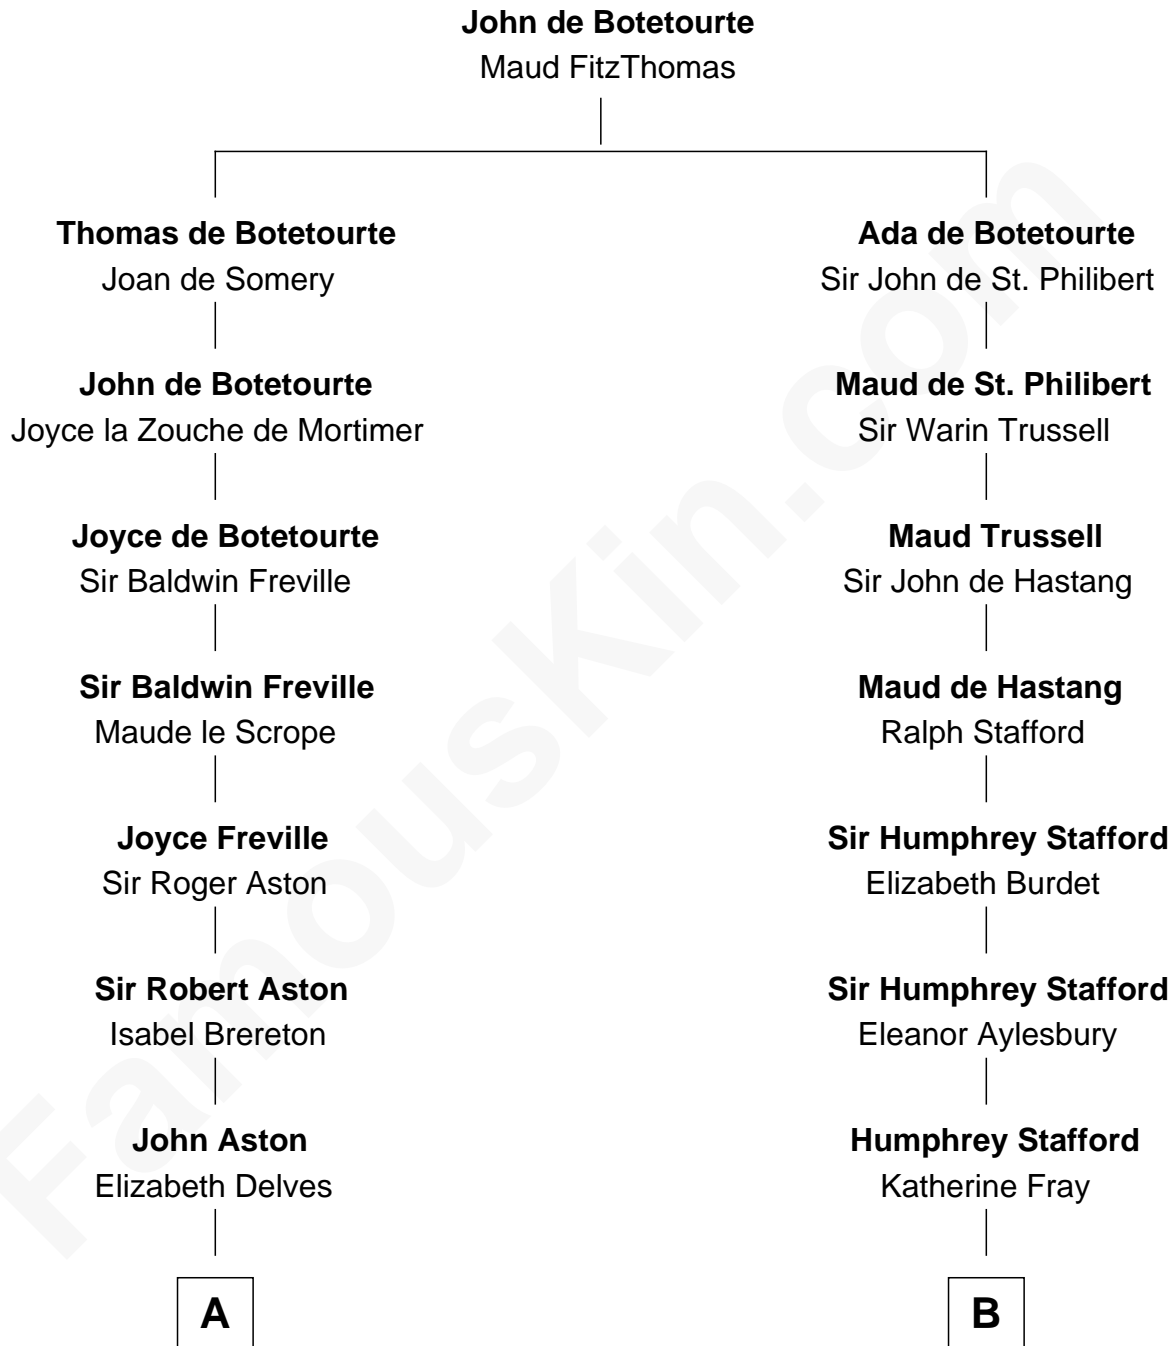 John de Botetourte
Maud FitzThomas
Thomas de Botetourte
Joan de Somery
John de Botetourte
Joyce la Zouche de Mortimer
Joyce de Botetourte
Sir Baldwin Freville
Sir Baldwin Freville
Maude le Scrope
Joyce Freville
Sir Roger Aston
Sir Robert Aston
Isabel Brereton
John Aston
Elizabeth Delves
A
Ada de Botetourte
Sir John de St. Philibert
Maud de St. Philibert
Sir Warin Trussell
Maud Trussell
Sir John de Hastang
Maud de Hastang
Ralph Stafford
Sir Humphrey Stafford
Elizabeth Burdet
Sir Humphrey Stafford
Eleanor Aylesbury
Humphrey Stafford
Katherine Fray
B
FamousKin.com